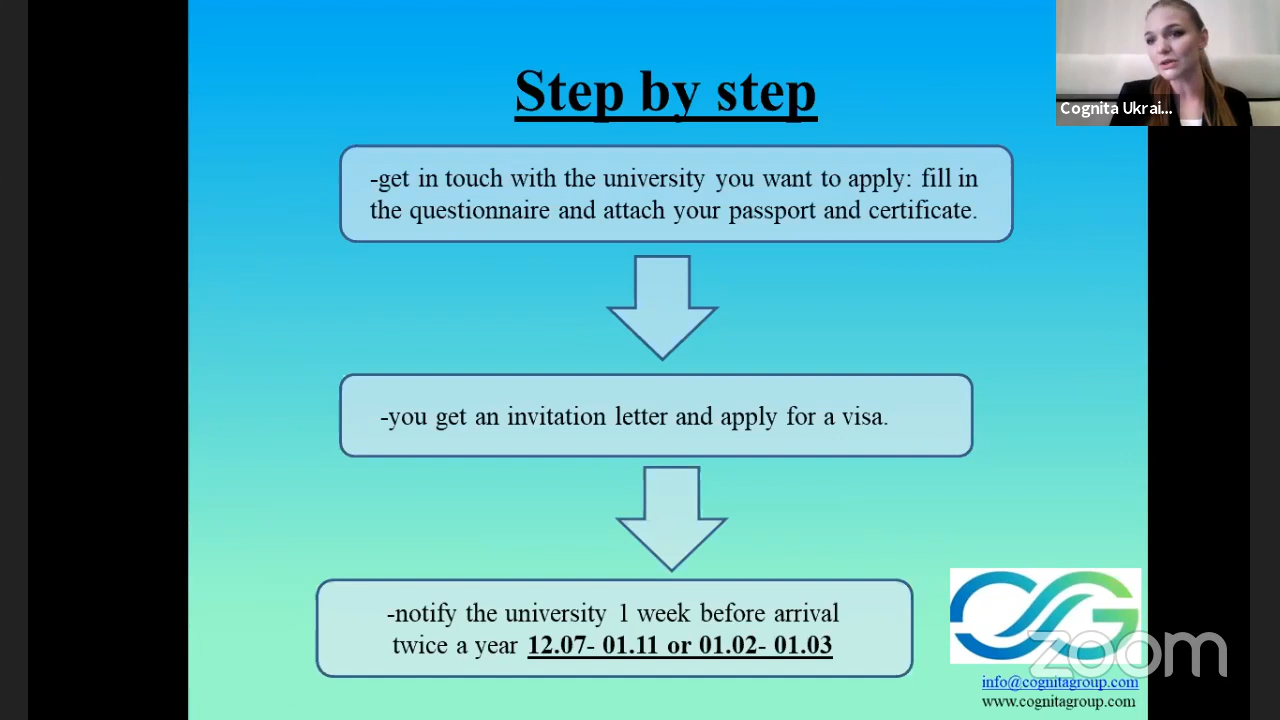 Step by step
Cognita Ukrai...
-get in touch with the university you want to apply: fill in
the questionnaire and attach your passport and certificate.
-you get an invitation letter and apply for a visa.
-notify the university 1 week before arrival
twice a year 12.07- 01.11 or 01.02- 01.03
zoom
info@cognitagroup.com
www.cognitagroup.com